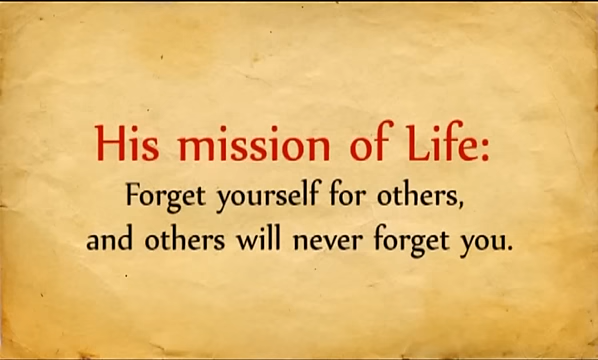 His mission of Life:
Forget yourself for others,
and others will never forget you.